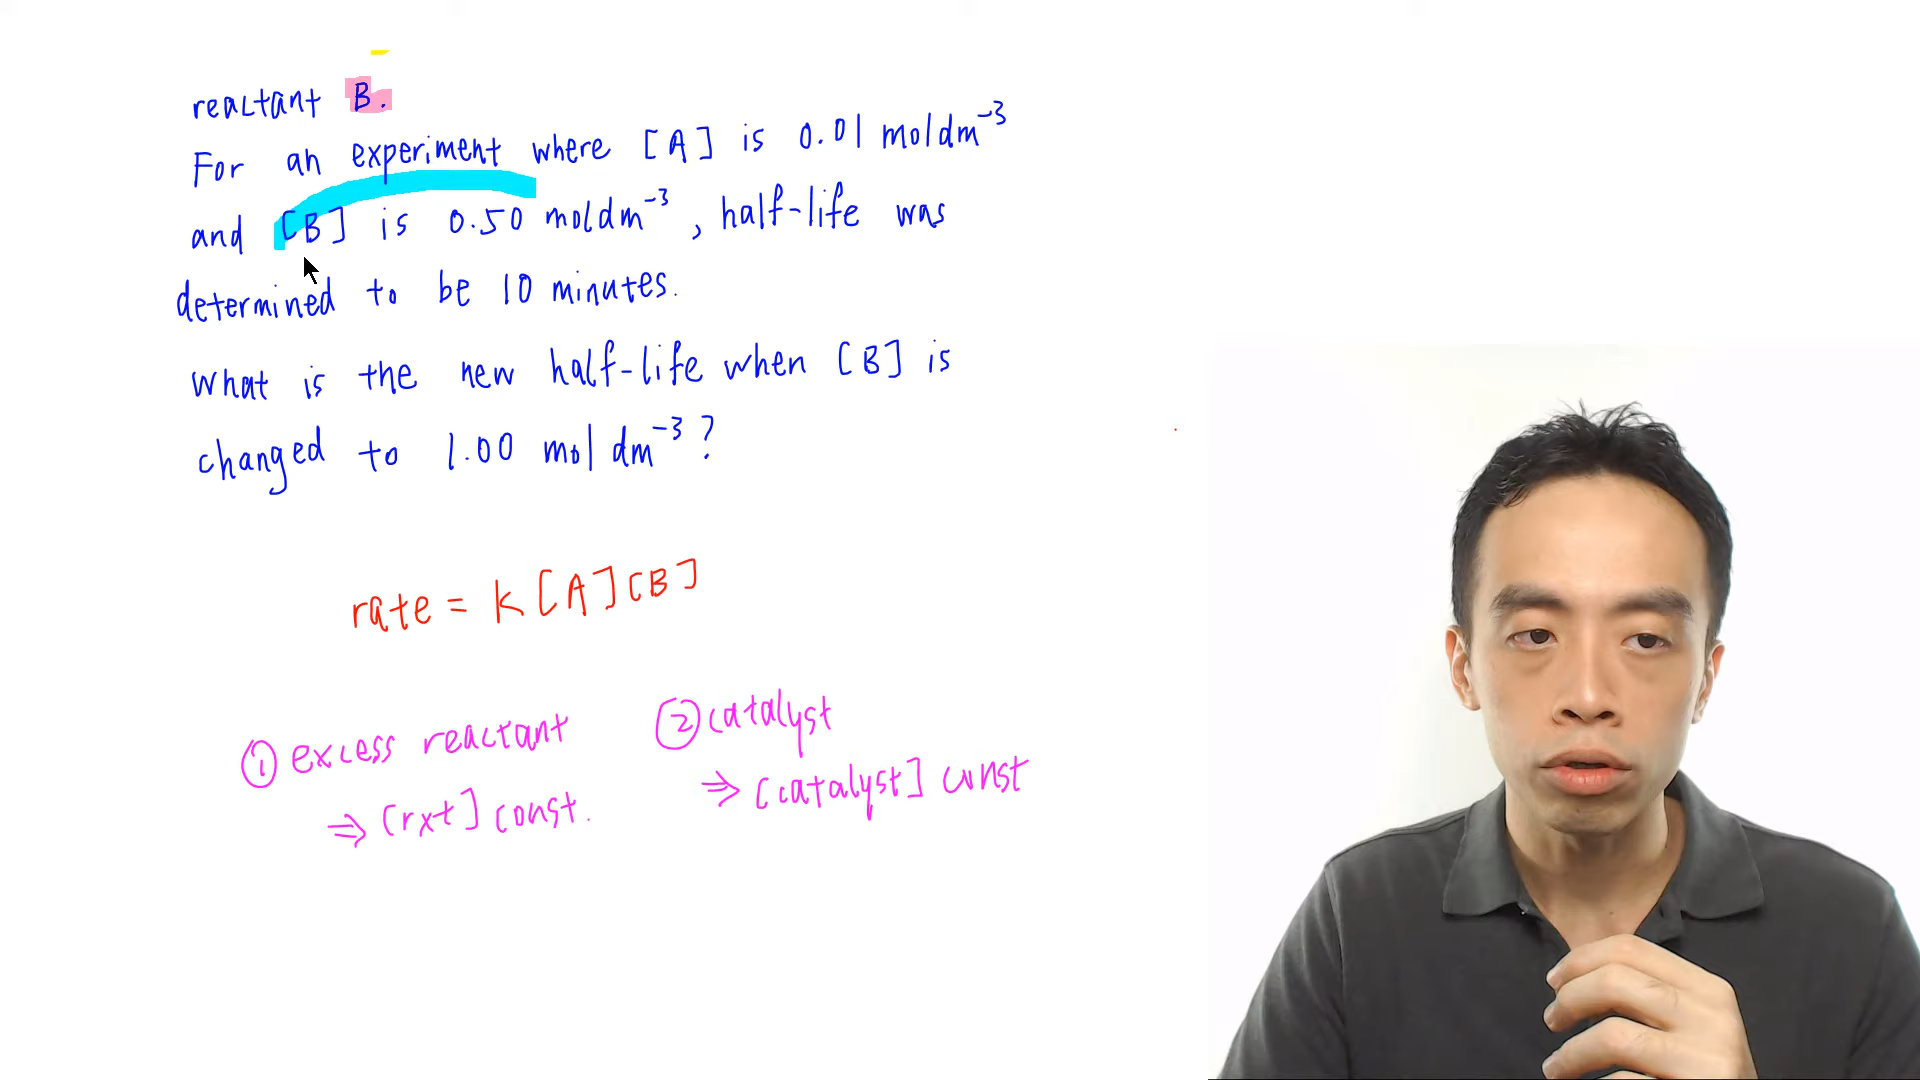 reactant B.
For an experiment where [A] is 0.01 moldm⁻³
and [B] is 0.50 moldm⁻³, half-life was
determined to be 10 minutes.
What is the new half-life when [B] is
changed to 1.00 mol dm⁻³?
rate = k[A][B]
① excess reactant
⇒ [rxt] const.
② catalyst
⇒ [catalyst] const